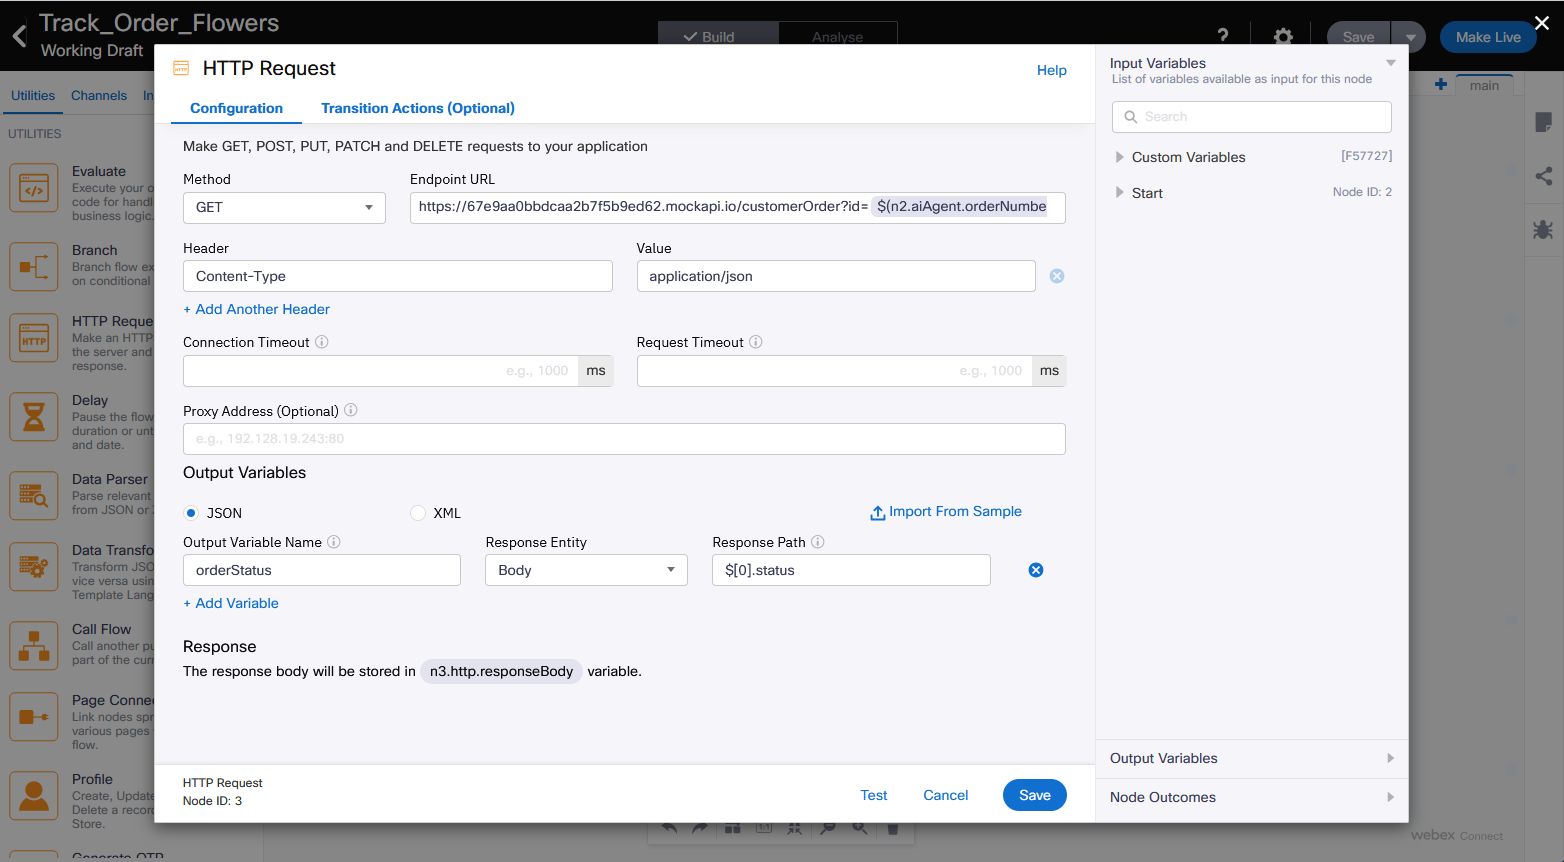 Track_Order_Flowers
Working Draft
Build
Analyse
?
Save
Make Live
Utilities
Channels
In
UTILITIES
Evaluate
Execute your o
code for handl
business logic.
Branch
Branch flow ex
on conditional
HTTP Reque
Make an HTTP
the server and
response.
Delay
Pause the flow
duration or unt
and date.
Data Parser
Parse relevant
from JSON or
Data Transfo
Transform JSO
vice versa usin
Template Lang
Call Flow
Call another pu
part of the curr
Page Connec
Link nodes spr
various pages
flow.
Profile
Create, Update
Delete a recor
Store.
Generate OTP
HTTP Request
Help
Configuration
Transition Actions (Optional)
Make GET, POST, PUT, PATCH and DELETE requests to your application
Method
Endpoint URL
GET
https://67e9aa0bbdcaa2b7f5b9ed62.mockapi.io/customerOrder?id= $(n2.aiAgent.orderNumbe
Header
Value
Content-Type
application/json
+ Add Another Header
Connection Timeout
Request Timeout
e.g., 1000 ms
e.g., 1000 ms
Proxy Address (Optional)
e.g., 192.128.19.243:80
Output Variables
JSON
XML
Import From Sample
Output Variable Name
Response Entity
Response Path
orderStatus
Body
$[0].status
+ Add Variable
Response
The response body will be stored in n3.http.responseBody variable.
HTTP Request
Node ID: 3
Test
Cancel
Save
Input Variables
List of variables available as input for this node
Search
Custom Variables [F57727]
Start Node ID: 2
Output Variables
Node Outcomes
main
webex Connect